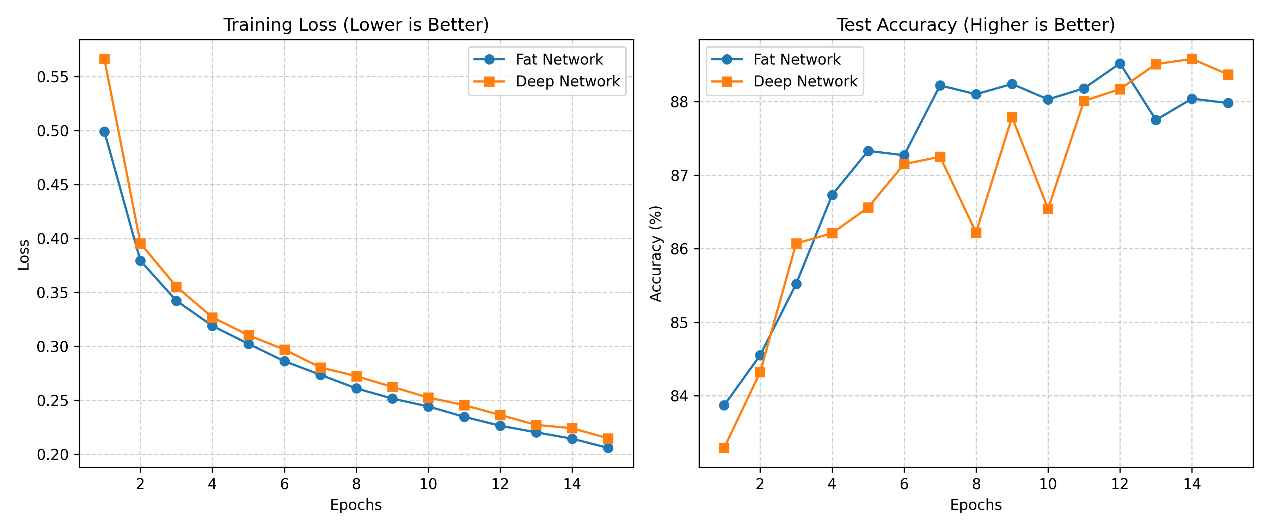 Training Loss (Lower is Better)
Fat Network
Deep Network
0.55
0.50
0.45
0.40
0.35
0.30
0.25
0.20
Loss
2 4 6 8 10 12 14
Epochs
Test Accuracy (Higher is Better)
Fat Network
Deep Network
88
87
86
85
84
Accuracy (%)
2 4 6 8 10 12 14
Epochs